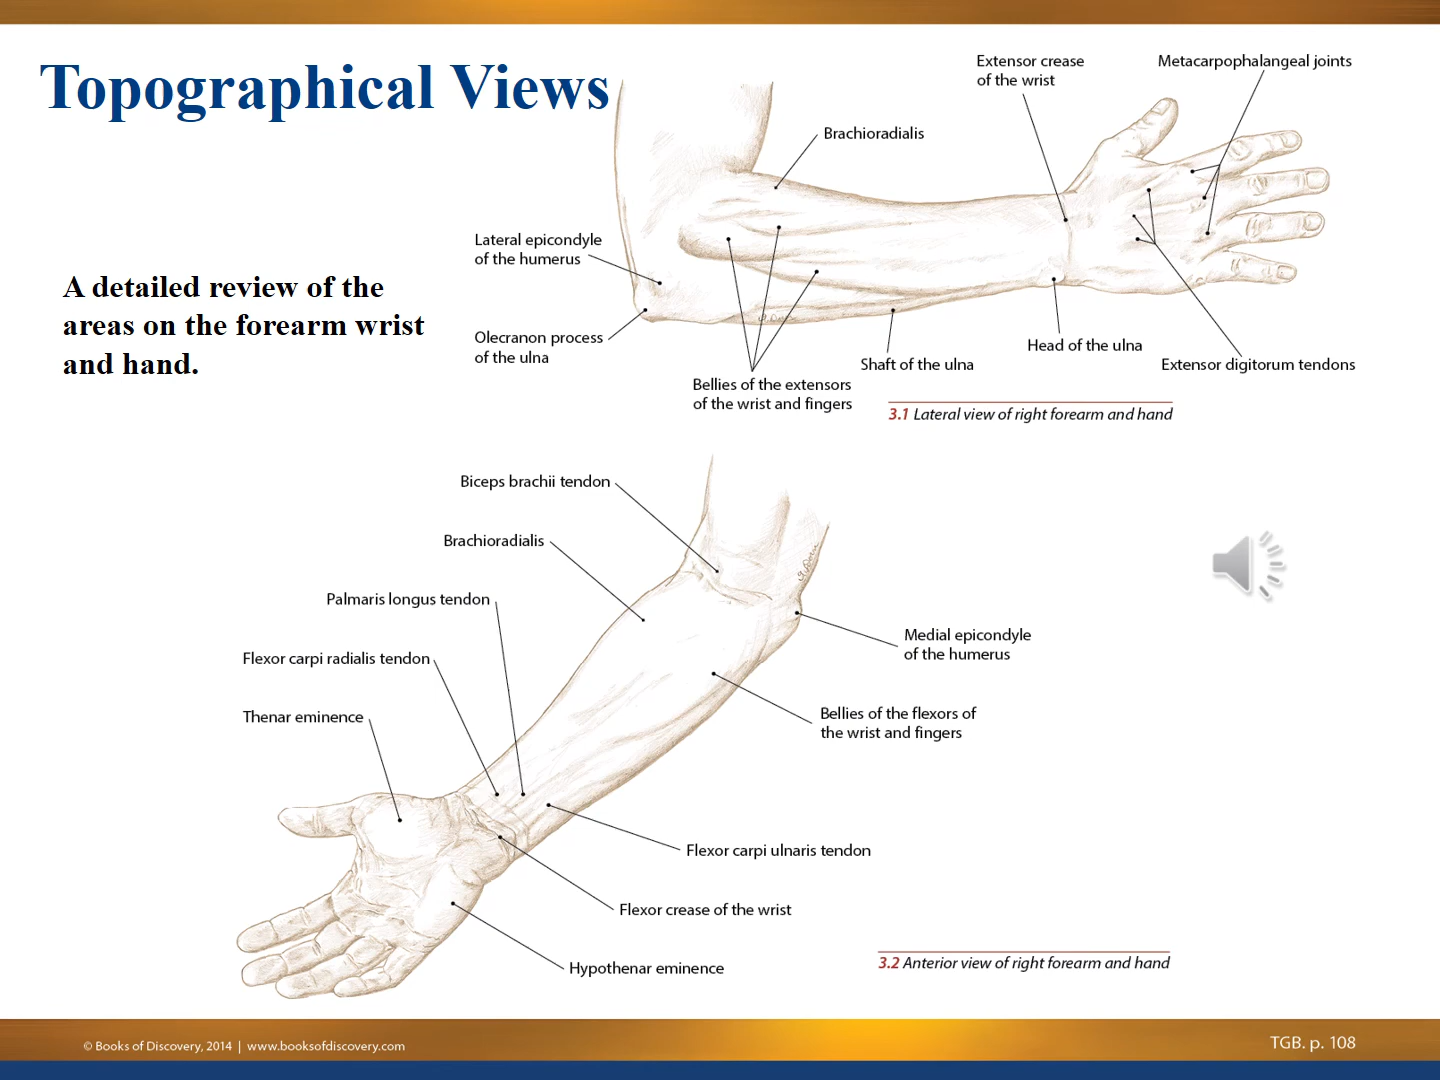 Topographical Views
A detailed review of the
areas on the forearm wrist
and hand.
Extensor crease
of the wrist
Metacarpophalangeal joints
Brachioradialis
Lateral epicondyle
of the humerus
Olecranon process
of the ulna
Bellies of the extensors
of the wrist and fingers
Shaft of the ulna
Head of the ulna
Extensor digitorum tendons
3.1 Lateral view of right forearm and hand
Biceps brachii tendon
Brachioradialis
Palmaris longus tendon
Flexor carpi radialis tendon
Thenar eminence
Medial epicondyle
of the humerus
Bellies of the flexors of
the wrist and fingers
Flexor carpi ulnaris tendon
Flexor crease of the wrist
Hypothenar eminence
3.2 Anterior view of right forearm and hand
© Books of Discovery, 2014 | www.booksofdiscovery.com
TGB. p. 108